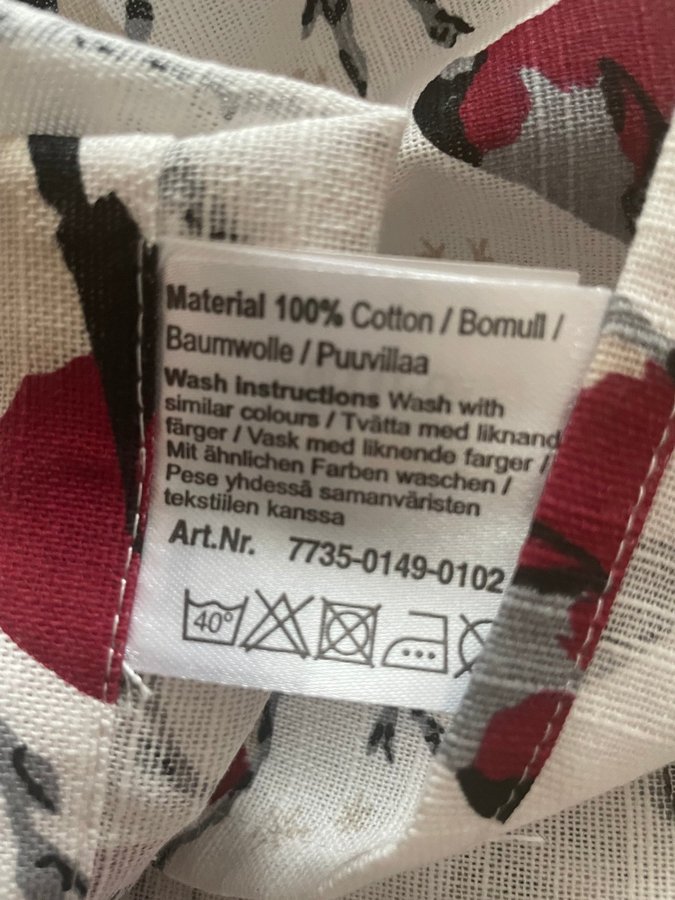 Material 100% Cotton / Bomull /
Baumwolle / Puuvillaa
Wash instructions Wash with
similar colours / Tvätta med liknand
färger / Vask med liknende farger /
Mit ähnlichen Farben waschen /
Pese yhdessä samanväristen
tekstiilen kanssa
Art.Nr. 7735-0149-0102
40°